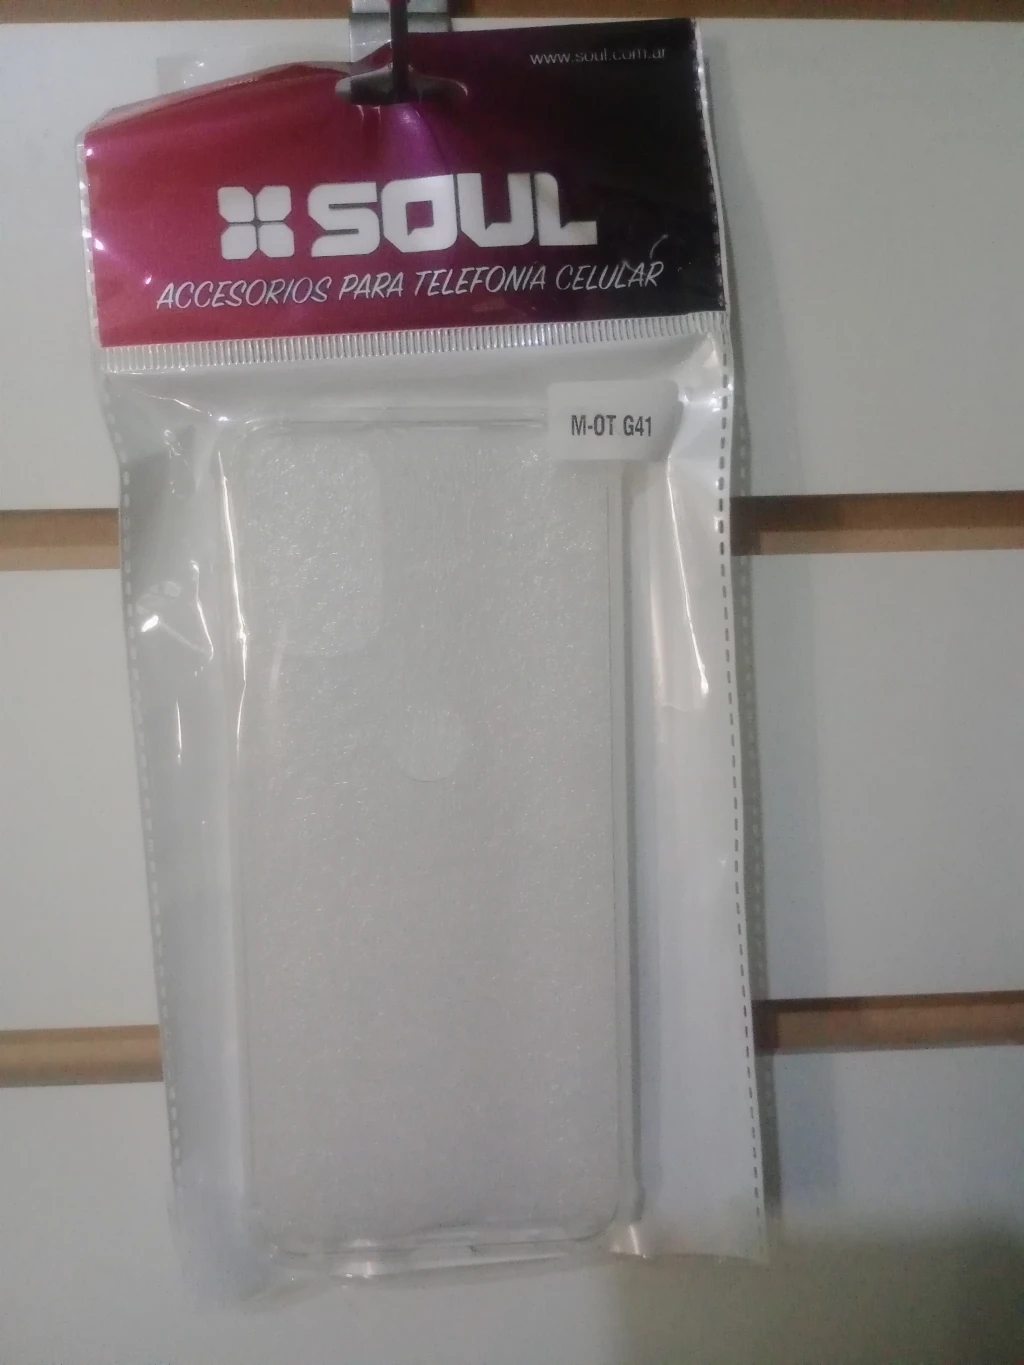 www.soul.com.ar
SOUL
ACCESORIOS PARA TELEFONIA CELULAR
M-OT G41